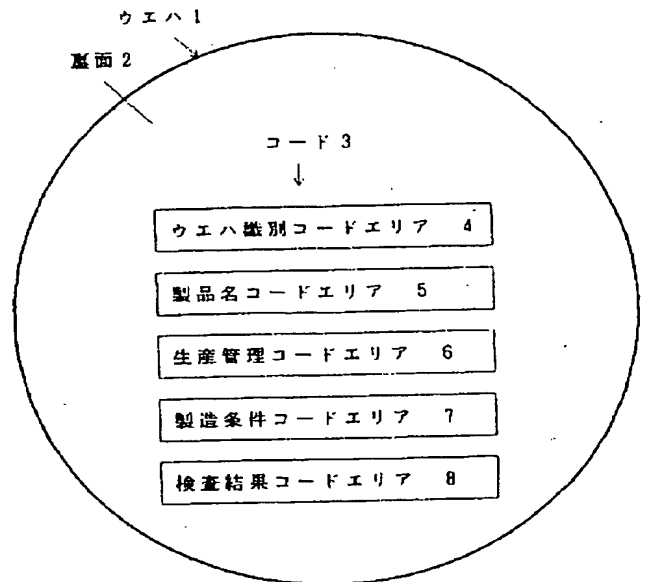 ウエハ1
裏面2
コード3
↓
ウエハ識別コードエリア 4
製品名コードエリア 5
生産管理コードエリア 6
製造条件コードエリア 7
検査結果コードエリア 8